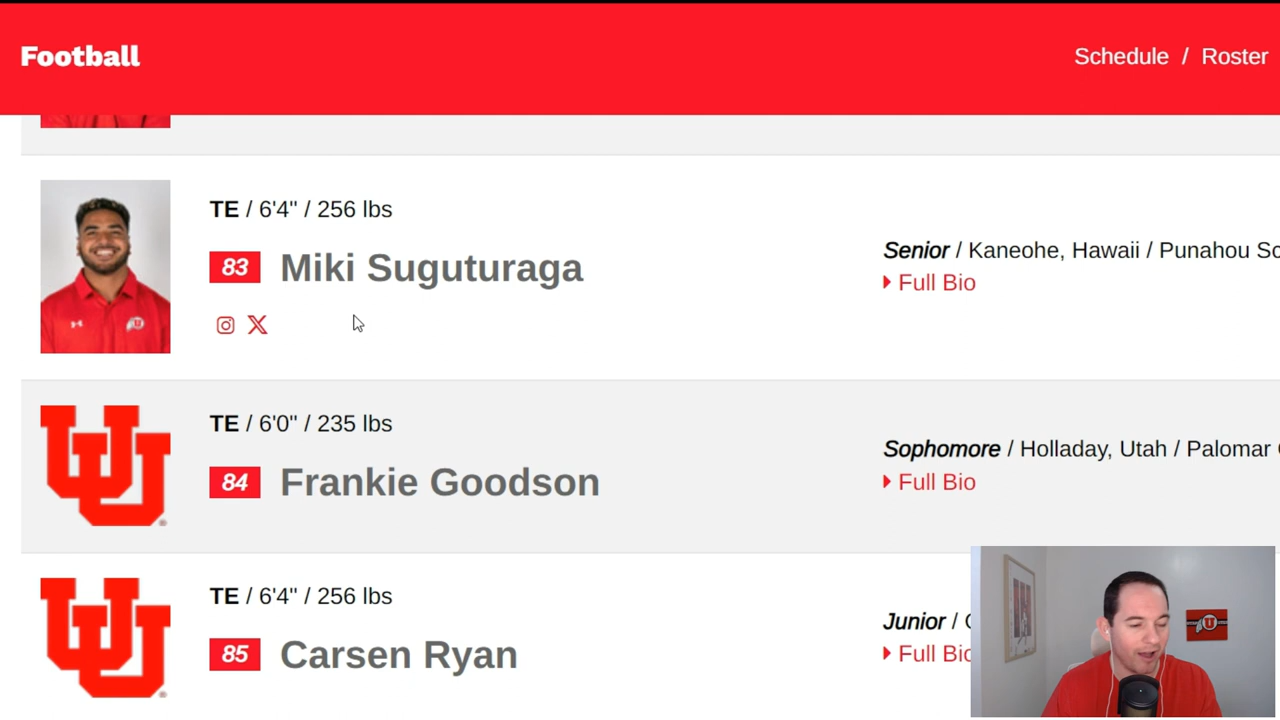 Football
Schedule / Roster
TE / 6'4" / 256 lbs
83 Miki Suguturaga
Senior / Kaneohe, Hawaii / Punahou
Full Bio
TE / 6'0" / 235 lbs
84 Frankie Goodson
Sophomore / Holladay, Utah / Palomar
Full Bio
TE / 6'4" / 256 lbs
85 Carsen Ryan
Junior /
Full